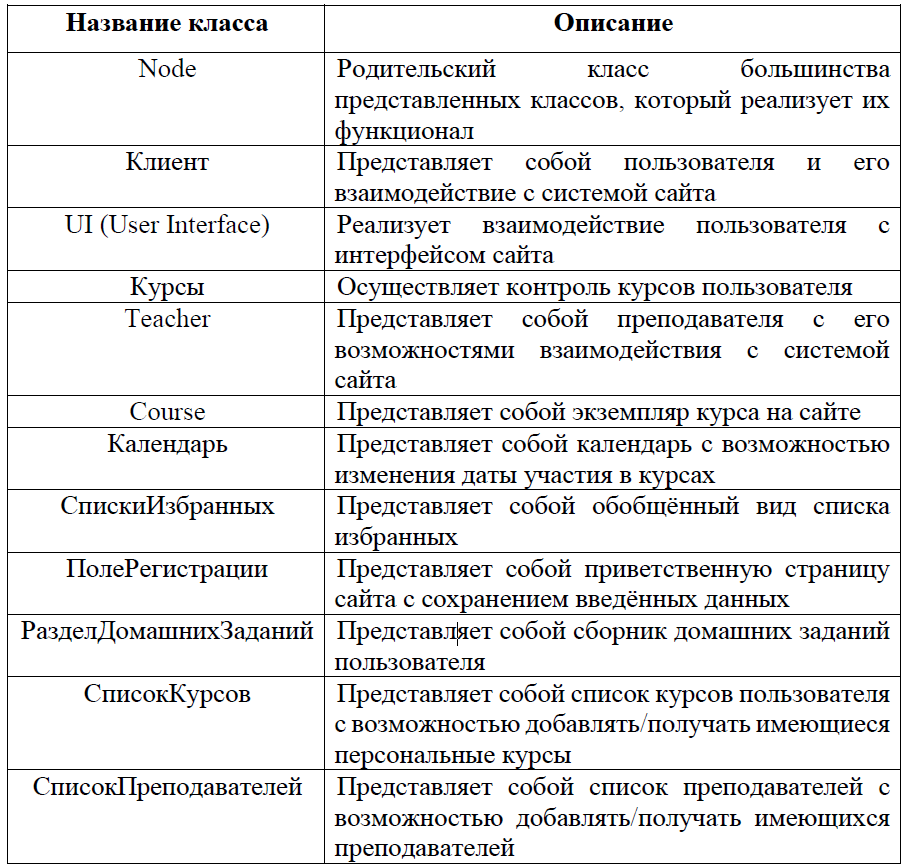 Название класса Описание
Node Родительский класс большинства
представленных классов, который реализует их
функционал
Клиент Представляет собой пользователя и его
взаимодействие с системой сайта
UI (User Interface) Реализует взаимодействие пользователя с
интерфейсом сайта
Курсы Осуществляет контроль курсов пользователя
Teacher Представляет собой преподавателя с его
возможностями взаимодействия с системой
сайта
Course Представляет собой экземпляр курса на сайте
Календарь Представляет собой календарь с возможностью
изменения даты участия в курсах
СпискиИзбранных Представляет собой обобщённый вид списка
избранных
ПолеРегистрации Представляет собой приветственную страницу
сайта с сохранением введённых данных
РазделДомашнихЗаданий Представляет собой сборник домашних заданий
пользователя
СписокКурсов Представляет собой список курсов пользователя
с возможностью добавлять/получать имеющиеся
персональные курсы
СписокПреподавателей Представляет собой список преподавателей с
возможностью добавлять/получать имеющихся
преподавателей